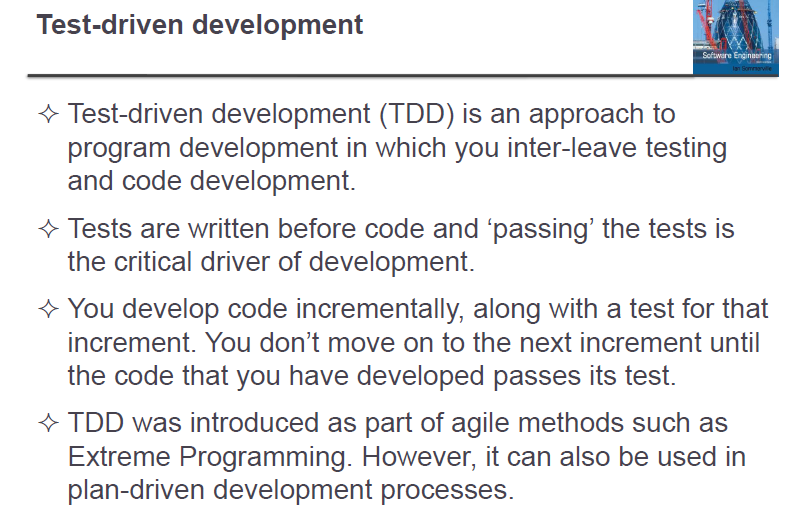 Test-driven development
Software Engineering
Ian Sommerville
✧ Test-driven development (TDD) is an approach to
program development in which you inter-leave testing
and code development.
✧ Tests are written before code and ‘passing’ the tests is
the critical driver of development.
✧ You develop code incrementally, along with a test for that
increment. You don’t move on to the next increment until
the code that you have developed passes its test.
✧ TDD was introduced as part of agile methods such as
Extreme Programming. However, it can also be used in
plan-driven development processes.